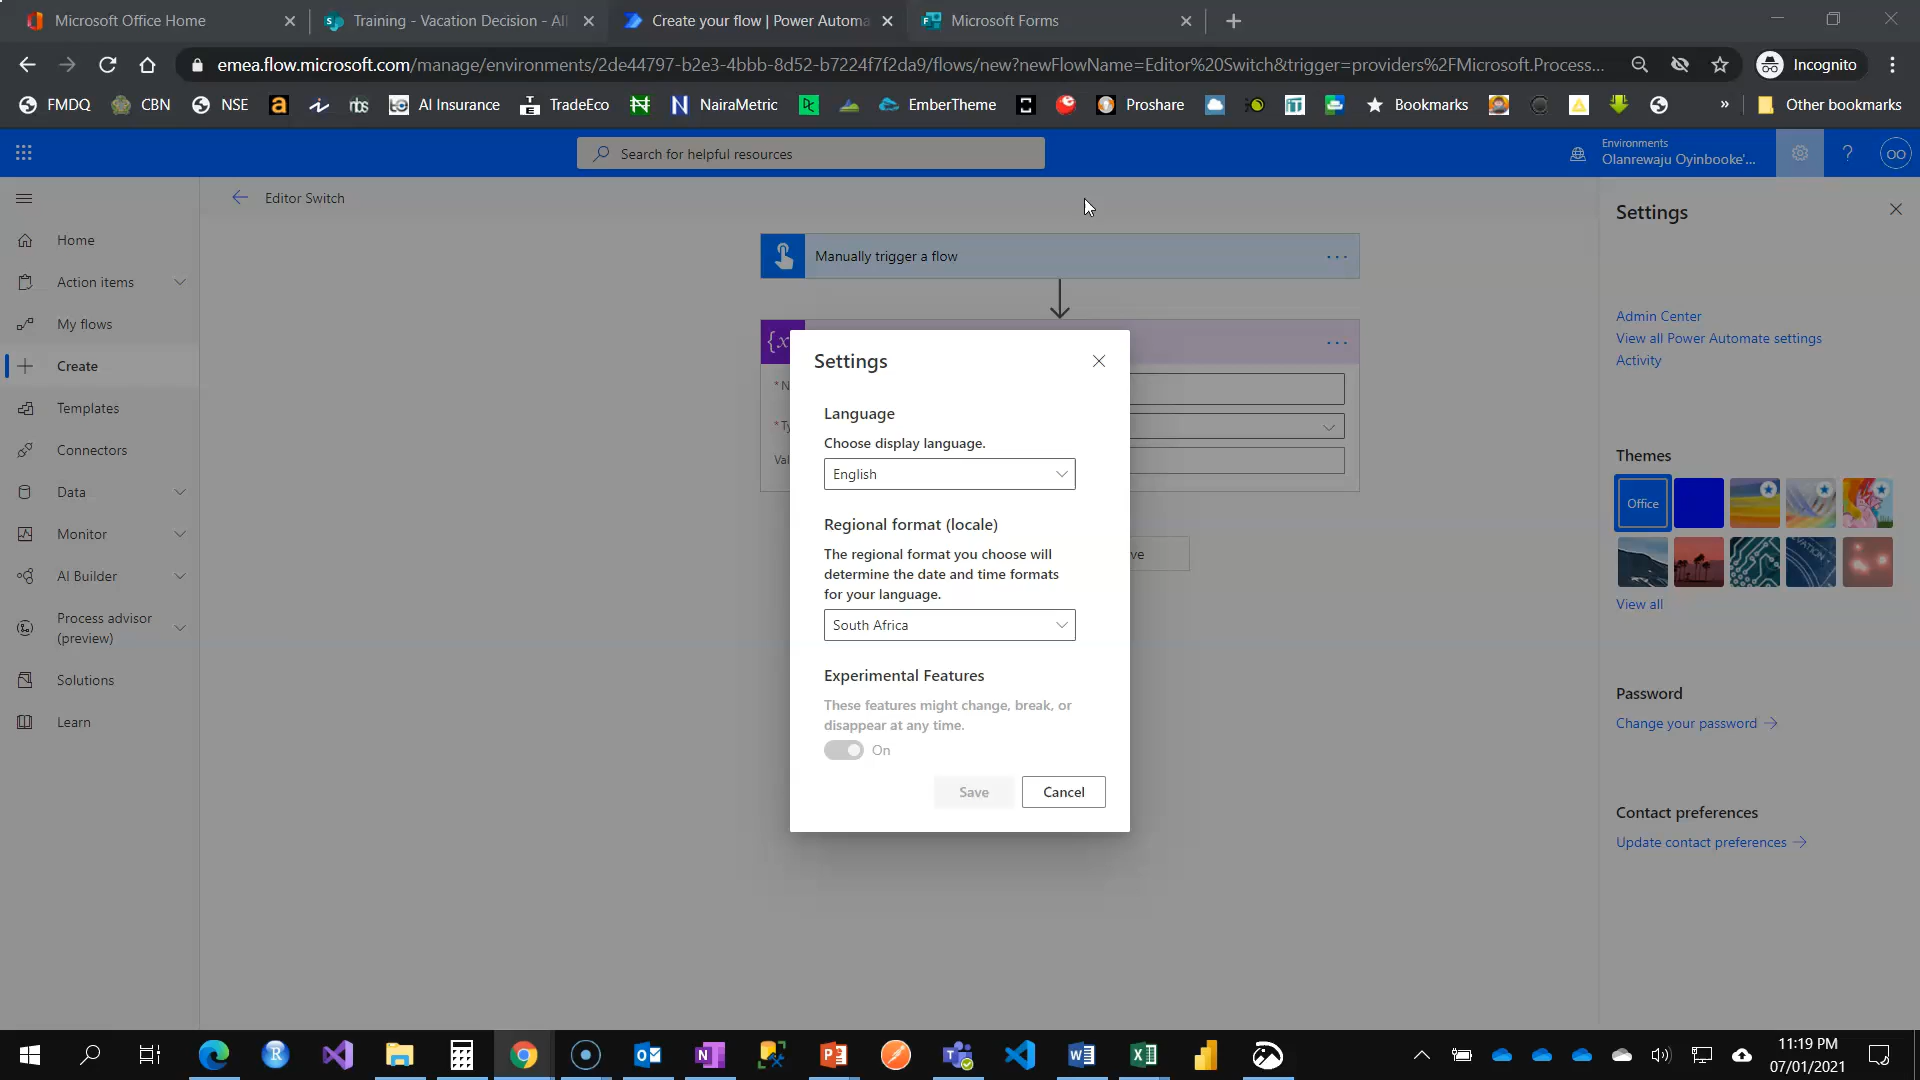 Microsoft Office Home
Training - Vacation Decision - All
Create your flow | Power Automa
Microsoft Forms
emea.flow.microsoft.com/manage/environments/2de44797-b2e3-4bbb-8d52-b7224f7f2da9/flows/new?newFlowName=Editor%20Switch&trigger=providers%2FMicrosoft.Process...
Incognito
FMDQ
CBN
NSE
AI Insurance
TradeEco
NairaMetric
EmberTheme
Proshare
Bookmarks
»
Other bookmarks
Search for helpful resources
Environments
Olanrewaju Oyinbooke'...
OO
Editor Switch
Home
Action items
My flows
Create
Templates
Connectors
Data
Monitor
AI Builder
Process advisor
(preview)
Solutions
Learn
Manually trigger a flow
Settings
Language
Choose display language.
English
Regional format (locale)
The regional format you choose will
determine the date and time formats
for your language.
South Africa
Experimental Features
These features might change, break, or
disappear at any time.
On
Save
Cancel
Settings
Admin Center
View all Power Automate settings
Activity
Themes
Office
View all
Password
Change your password
Contact preferences
Update contact preferences
11:19 PM
07/01/2021